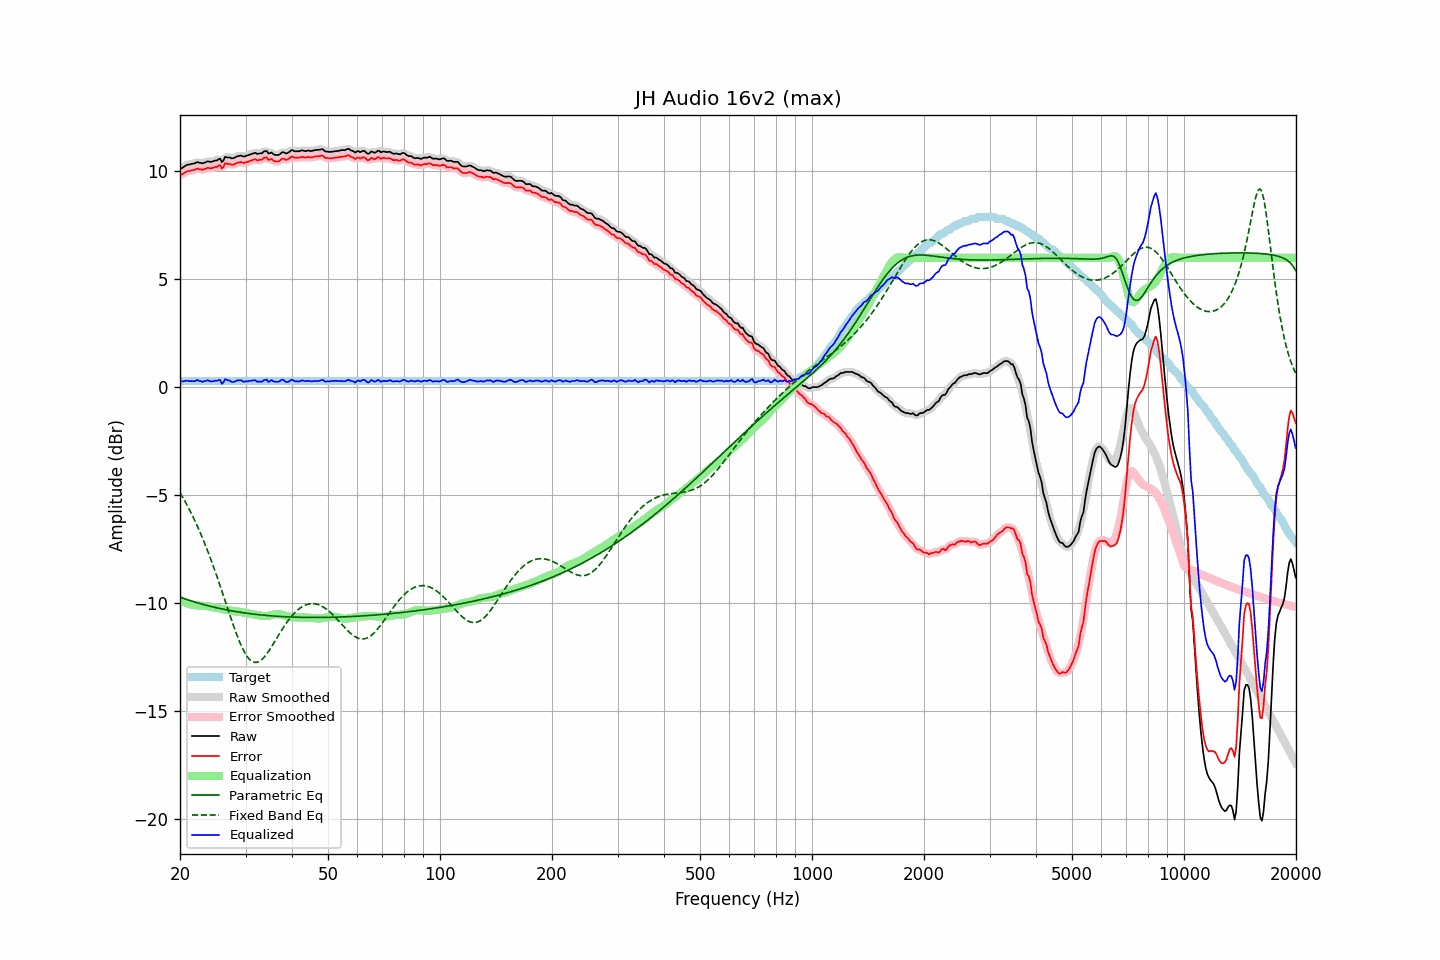 JH Audio 16v2 (max)
Amplitude (dBr)
10
5
0
−5
−10
−15
−20
Target
Raw Smoothed
Error Smoothed
Raw
Error
Equalization
Parametric Eq
Fixed Band Eq
Equalized
20 50 100 200 500 1000 2000 5000 10000 20000
Frequency (Hz)